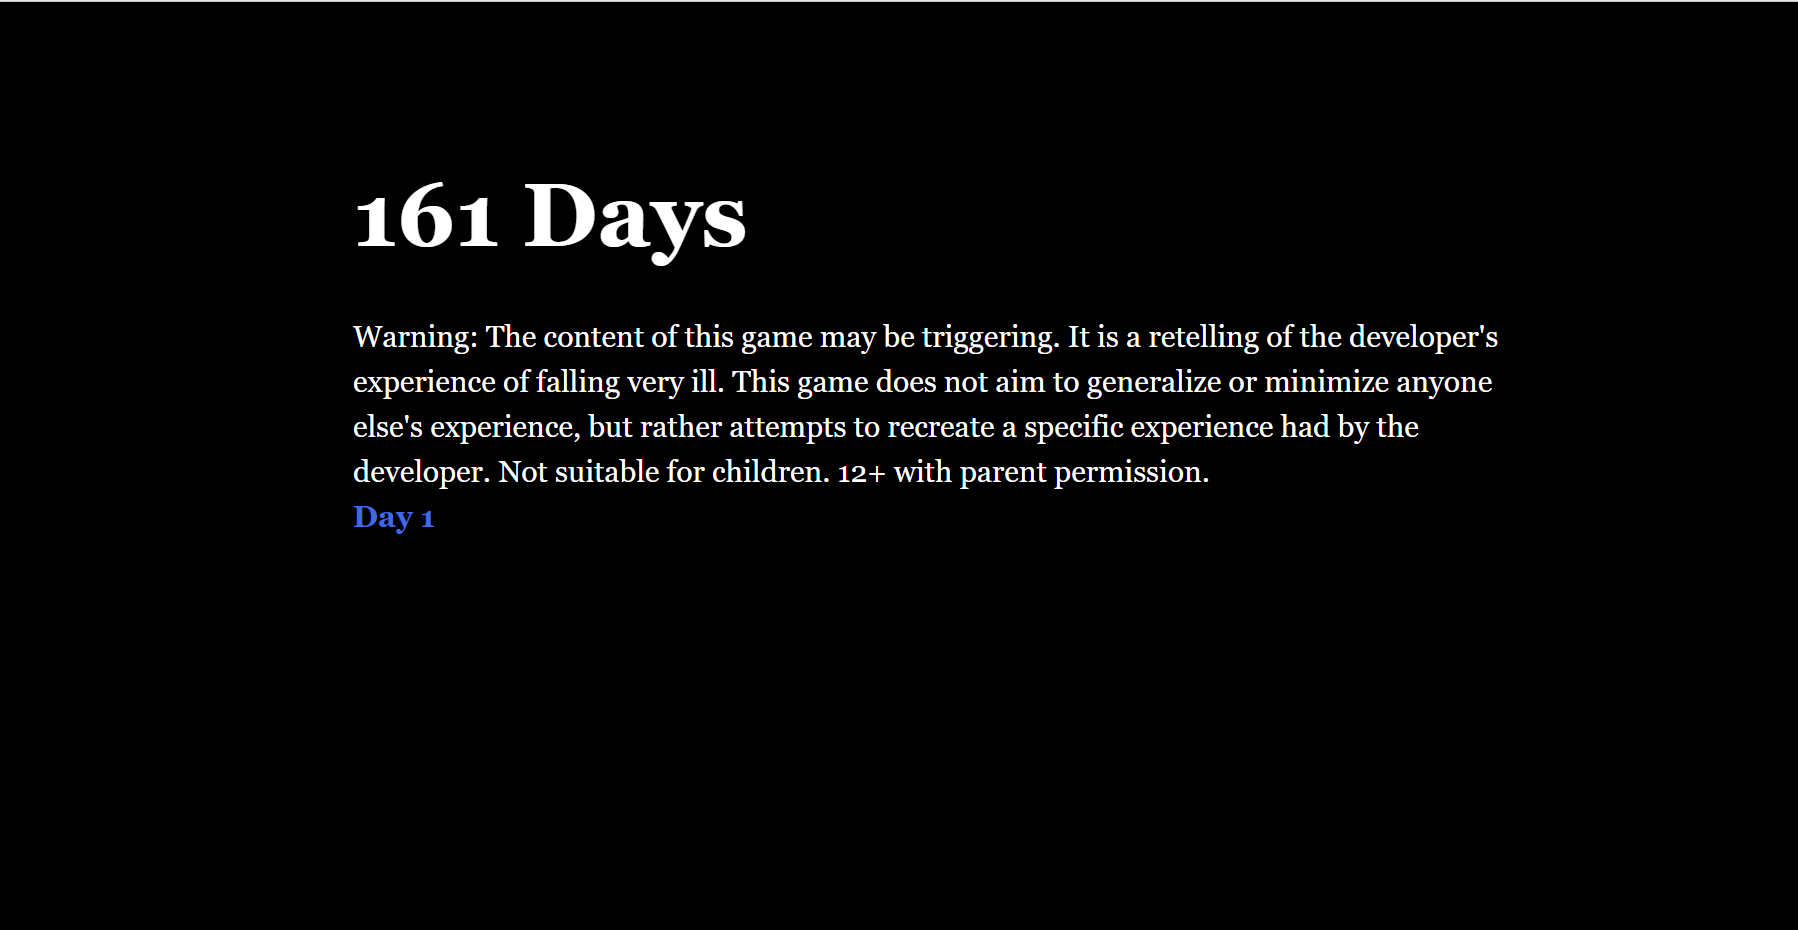 161 Days
Warning: The content of this game may be triggering. It is a retelling of the developer's
experience of falling very ill. This game does not aim to generalize or minimize anyone
else's experience, but rather attempts to recreate a specific experience had by the
developer. Not suitable for children. 12+ with parent permission.
Day 1